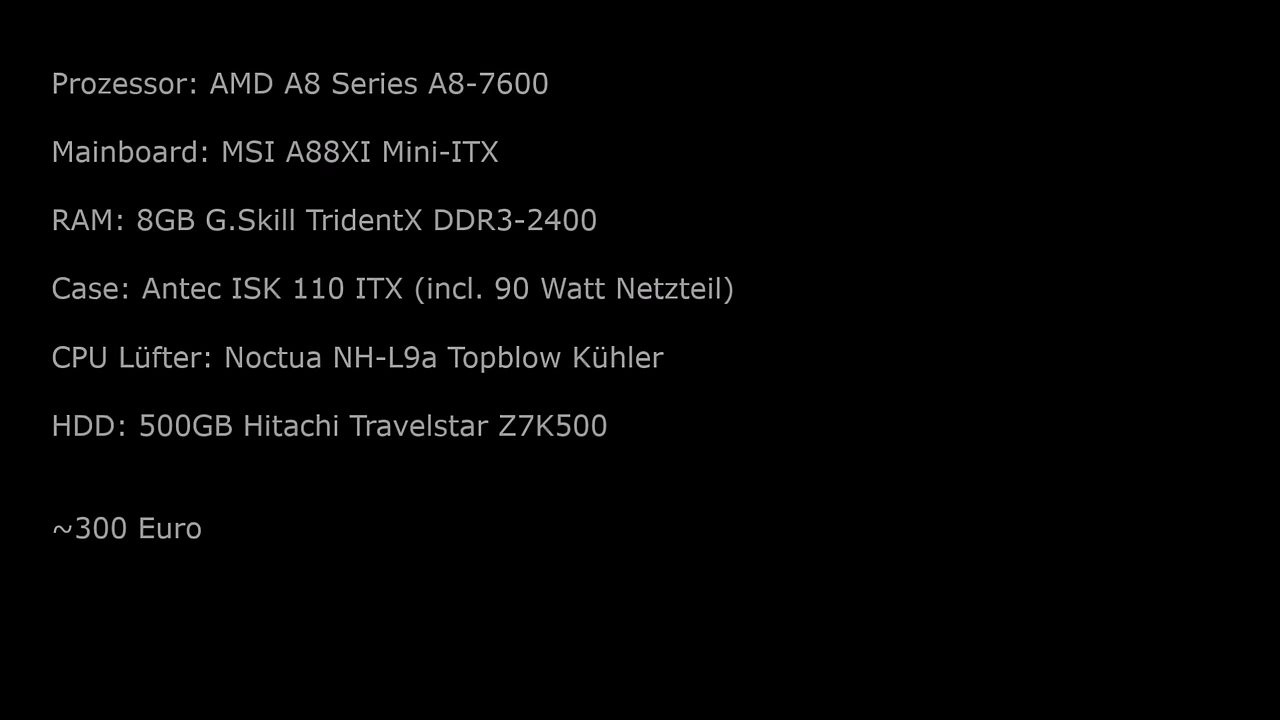 Prozessor: AMD A8 Series A8-7600
Mainboard: MSI A88XI Mini-ITX
RAM: 8GB G.Skill TridentX DDR3-2400
Case: Antec ISK 110 ITX (incl. 90 Watt Netzteil)
CPU Lüfter: Noctua NH-L9a Topblow Kühler
HDD: 500GB Hitachi Travelstar Z7K500
~300 Euro